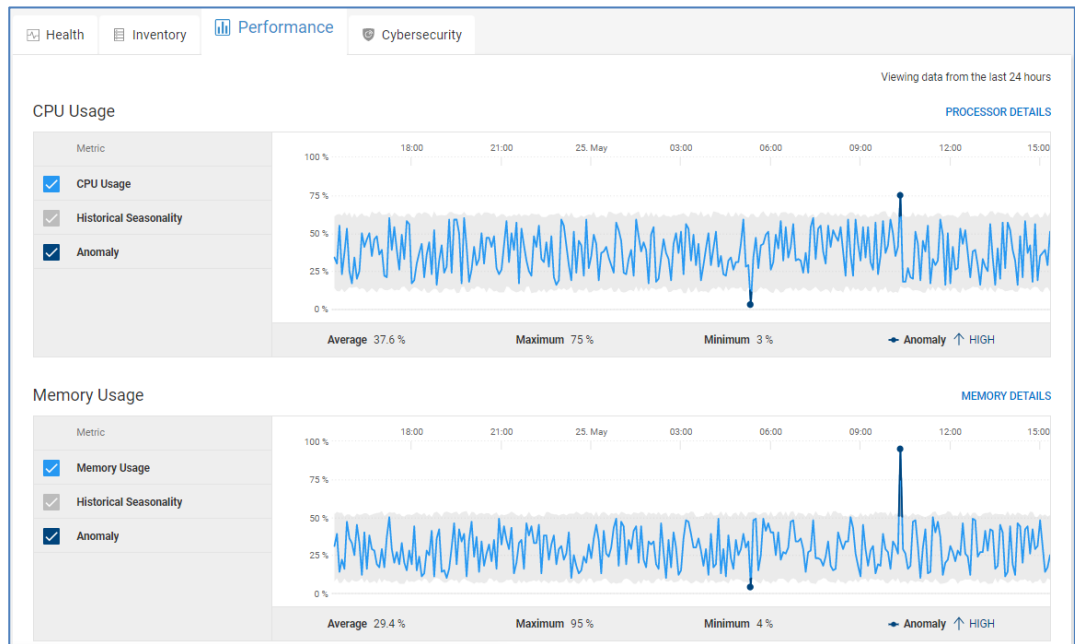 Health Inventory Performance Cybersecurity
Viewing data from the last 24 hours
CPU Usage PROCESSOR DETAILS
Metric 18:00 21:00 25. May 03:00 06:00 09:00 12:00 15:00
100 %
CPU Usage
75 %
Historical Seasonality
50 %
Anomaly
25 %
0 %
Average 37.6 % Maximum 75 % Minimum 3 % Anomaly ↑ HIGH
Memory Usage MEMORY DETAILS
Metric 18:00 21:00 25. May 03:00 06:00 09:00 12:00 15:00
100 %
Memory Usage
75 %
Historical Seasonality
50 %
Anomaly
25 %
0 %
Average 29.4 % Maximum 95 % Minimum 4 % Anomaly ↑ HIGH